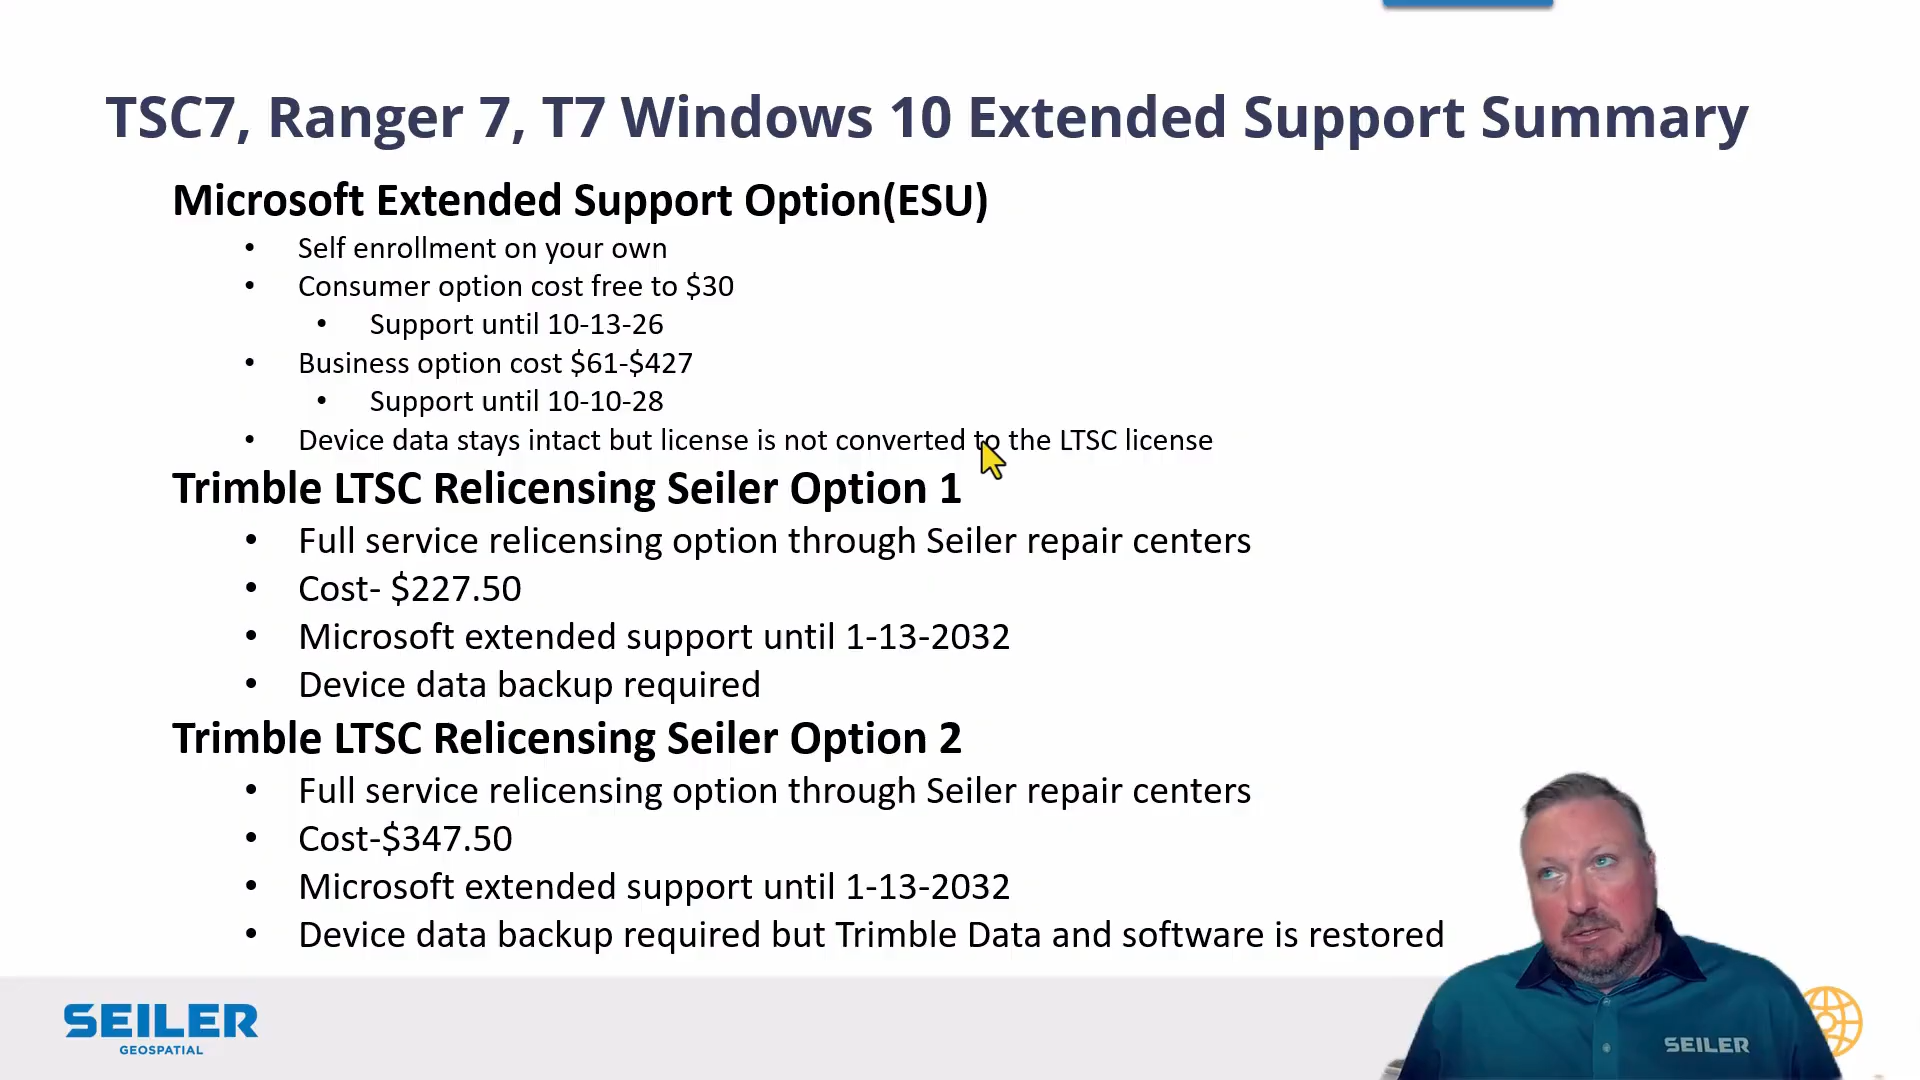 TSC7, Ranger 7, T7 Windows 10 Extended Support Summary
Microsoft Extended Support Option(ESU)
• Self enrollment on your own
• Consumer option cost free to $30
• Support until 10-13-26
• Business option cost $61-$427
• Support until 10-10-28
• Device data stays intact but license is not converted to the LTSC license
Trimble LTSC Relicensing Seiler Option 1
• Full service relicensing option through Seiler repair centers
• Cost- $227.50
• Microsoft extended support until 1-13-2032
• Device data backup required
Trimble LTSC Relicensing Seiler Option 2
• Full service relicensing option through Seiler repair centers
• Cost-$347.50
• Microsoft extended support until 1-13-2032
• Device data backup required but Trimble Data and software is restored
SEILER
GEOSPATIAL
SEILER